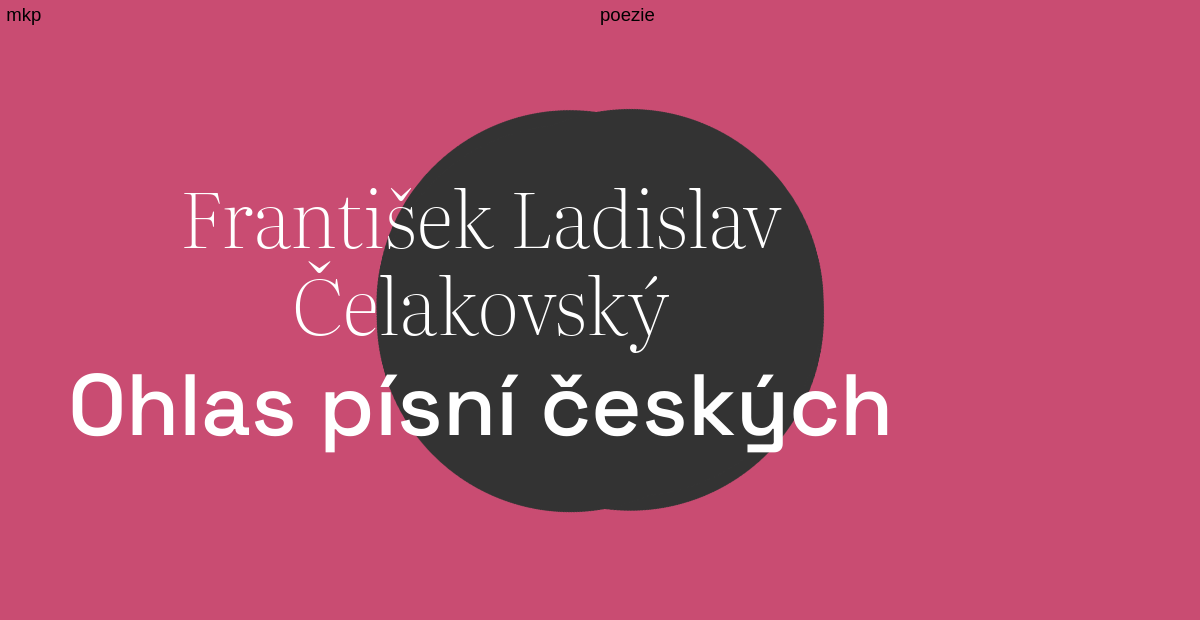 mkp
poezie
František Ladislav
Čelakovský
Ohlas písní českých